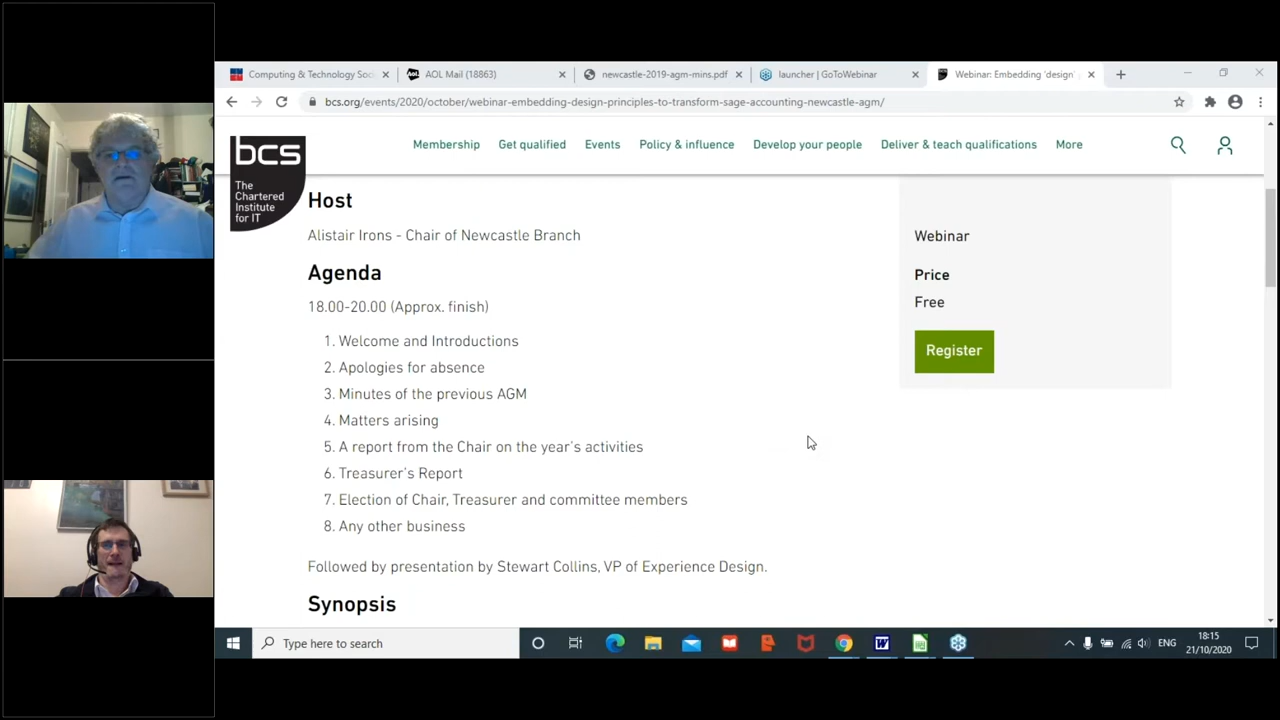 Computing & Technology Soci
AOL Mail (18863)
newcastle-2019-agm-mins.pdf
launcher | GoToWebinar
Webinar: Embedding 'design'
bcs.org/events/2020/october/webinar-embedding-design-principles-to-transform-sage-accounting-newcastle-agm/
bcs
The
Chartered
Institute
for IT
Membership
Get qualified
Events
Policy & influence
Develop your people
Deliver & teach qualifications
More
Host
Alistair Irons - Chair of Newcastle Branch
Agenda
18.00-20.00 (Approx. finish)
1. Welcome and Introductions
2. Apologies for absence
3. Minutes of the previous AGM
4. Matters arising
5. A report from the Chair on the year's activities
6. Treasurer's Report
7. Election of Chair, Treasurer and committee members
8. Any other business
Followed by presentation by Stewart Collins, VP of Experience Design.
Synopsis
Webinar
Price
Free
Register
Type here to search
ENG
18:15
21/10/2020